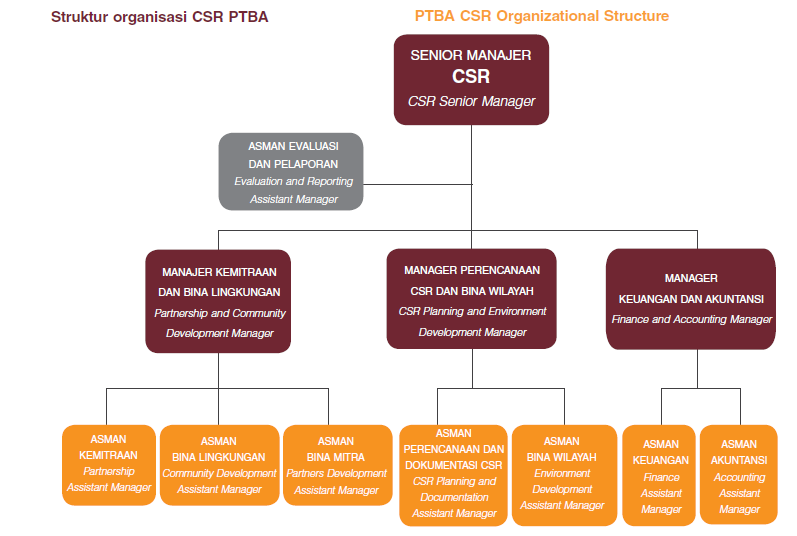 Struktur organisasi CSR PTBA
PTBA CSR Organizational Structure
SENIOR MANAJER
CSR
CSR Senior Manager
ASMAN EVALUASI
DAN PELAPORAN
Evaluation and Reporting
Assistant Manager
MANAJER KEMITRAAN
DAN BINA LINGKUNGAN
Partnership and Community
Development Manager
MANAGER PERENCANAAN
CSR DAN BINA WILAYAH
CSR Planning and Environment
Development Manager
MANAGER
KEUANGAN DAN AKUNTANSI
Finance and Accounting Manager
ASMAN
KEMITRAAN
Partnership
Assistant Manager
ASMAN
BINA LINGKUNGAN
Community Development
Assistant Manager
ASMAN
BINA MITRA
Partners Development
Assistant Manager
ASMAN
PERENCANAAN DAN
DOKUMENTASI CSR
CSR Planning and
Documentation
Assistant Manager
ASMAN
BINA WILAYAH
Environment
Development
Assistant Manager
ASMAN
KEUANGAN
Finance
Assistant
Manager
ASMAN
AKUNTANSI
Accounting
Assistant
Manager